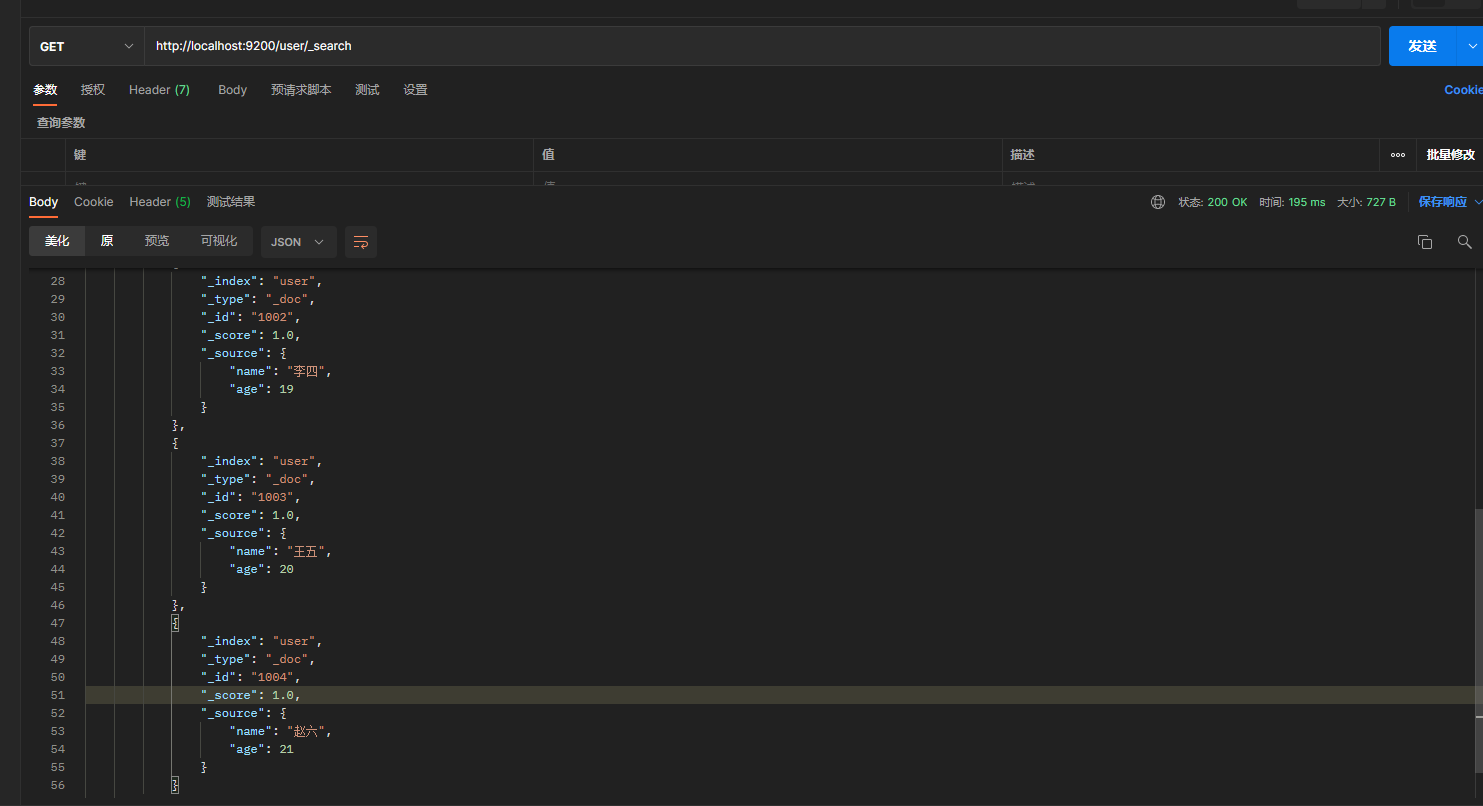 GET http://localhost:9200/user/_search 发送
参数 授权 Header (7) Body 预请求脚本 测试 设置 Cookie
查询参数
键 值 描述 批量修改
Body Cookie Header (5) 测试结果 状态: 200 OK 时间: 195 ms 大小: 727 B 保存响应
美化 原 预览 可视化 JSON
28 "_index": "user",
29 "_type": "_doc",
30 "_id": "1002",
31 "_score": 1.0,
32 "_source": {
33 "name": "李四",
34 "age": 19
35 }
36 },
37 {
38 "_index": "user",
39 "_type": "_doc",
40 "_id": "1003",
41 "_score": 1.0,
42 "_source": {
43 "name": "王五",
44 "age": 20
45 }
46 },
47 {
48 "_index": "user",
49 "_type": "_doc",
50 "_id": "1004",
51 "_score": 1.0,
52 "_source": {
53 "name": "赵六",
54 "age": 21
55 }
56 }